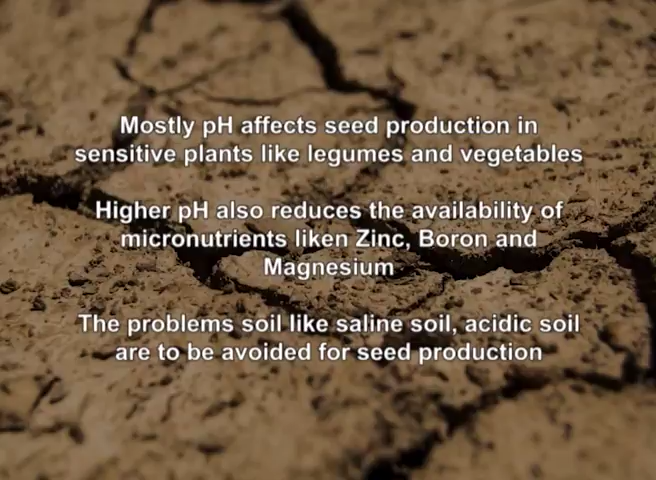 Mostly pH affects seed production in
sensitive plants like legumes and vegetables
Higher pH also reduces the availability of
micronutrients liken Zinc, Boron and
Magnesium
The problems soil like saline soil, acidic soil
are to be avoided for seed production